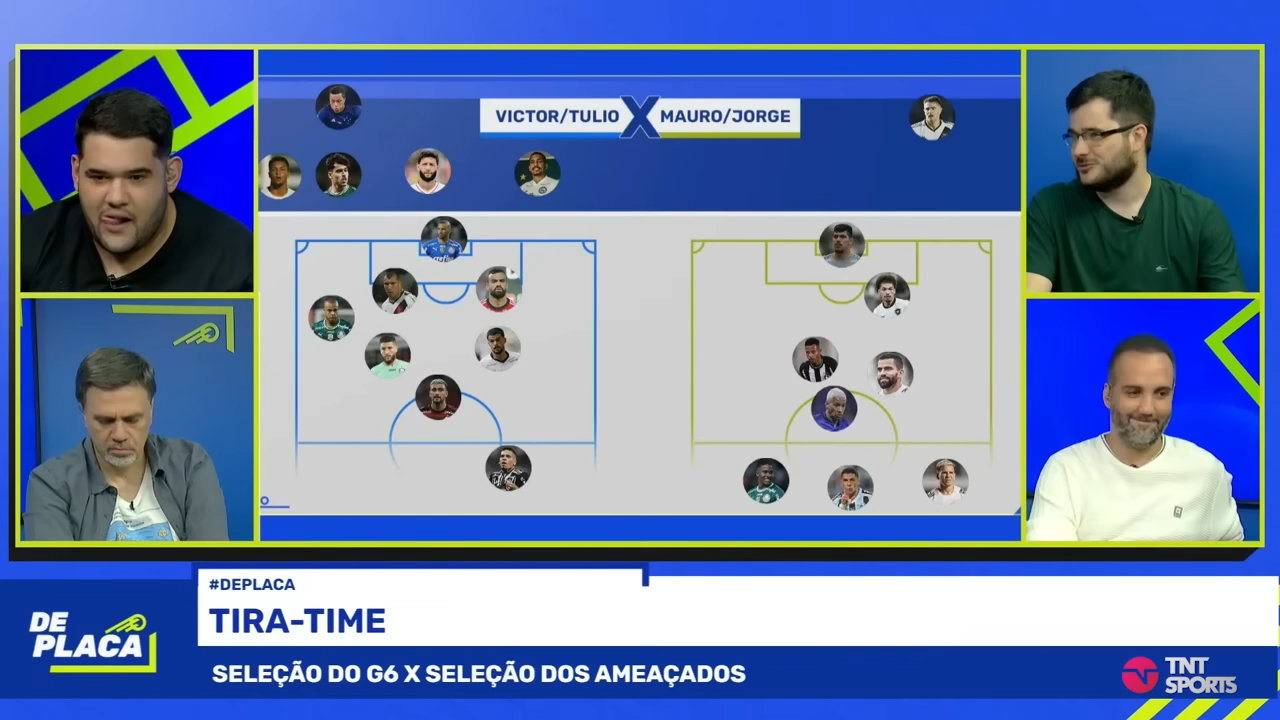 VICTOR/TULIO X MAURO/JORGE
#DEPLACA
TIRA-TIME
DE
PLACA
SELEÇÃO DO G6 X SELEÇÃO DOS AMEAÇADOS
TNT
SPORTS